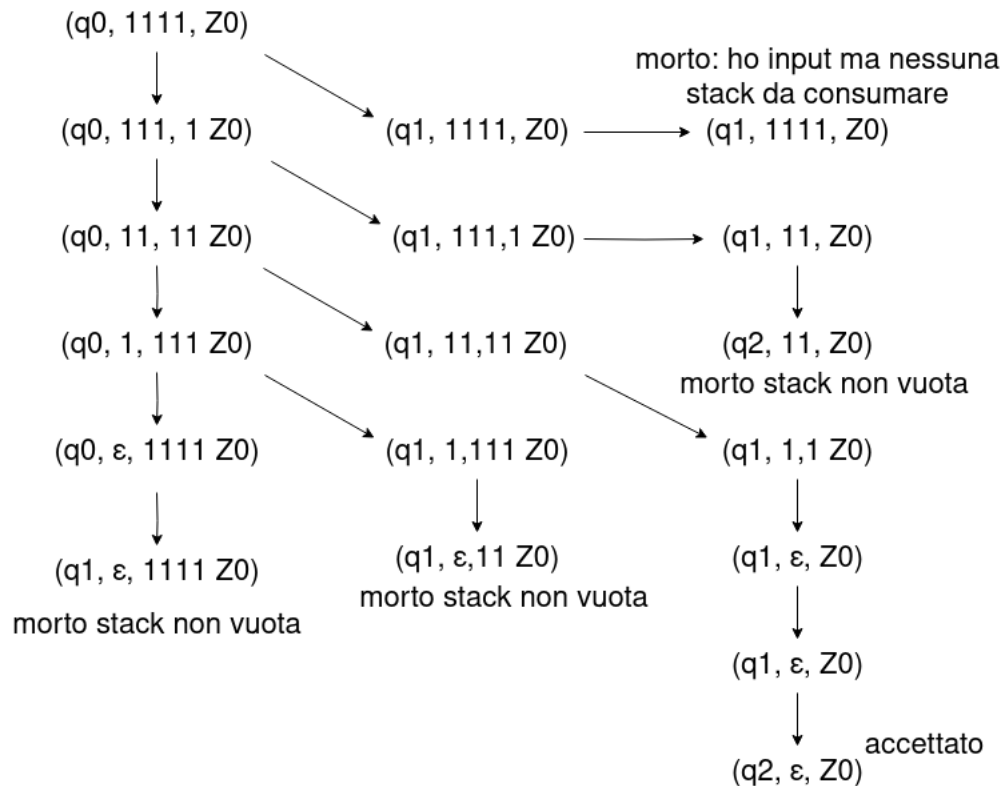 (q0, 1111, Z0)
morto: ho input ma nessuna
stack da consumare
(q0, 111, 1 Z0)
(q1, 1111, Z0)
(q1, 1111, Z0)
(q0, 11, 11 Z0)
(q1, 111,1 Z0)
(q1, 11, Z0)
(q0, 1, 111 Z0)
(q1, 11,11 Z0)
(q2, 11, Z0)
morto stack non vuota
(q0, ε, 1111 Z0)
(q1, 1,111 Z0)
(q1, 1,1 Z0)
(q1, ε, 1111 Z0)
morto stack non vuota
(q1, ε,11 Z0)
morto stack non vuota
(q1, ε, Z0)
(q1, ε, Z0)
accettato
(q2, ε, Z0)